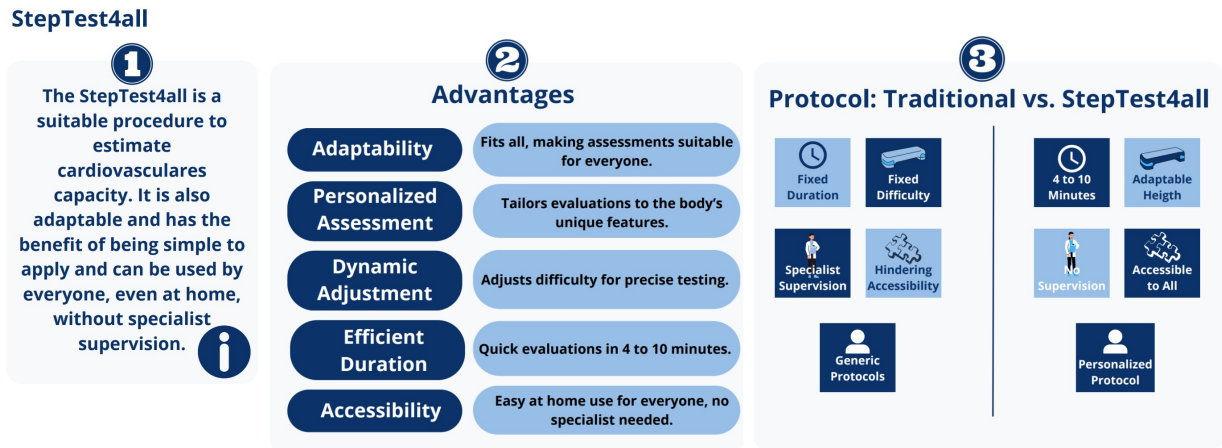 StepTest4all
1
The StepTest4all is a
suitable procedure to
estimate
cardiovasculares
capacity. It is also
adaptable and has the
benefit of being simple to
apply and can be used by
everyone, even at home,
without specialist
supervision.
i
2
Advantages
Adaptability
Fits all, making assessments suitable
for everyone.
Personalized
Assessment
Tailors evaluations to the body's
unique features.
Dynamic
Adjustment
Adjusts difficulty for precise testing.
Efficient
Duration
Quick evaluations in 4 to 10 minutes.
Accessibility
Easy at home use for everyone, no
specialist needed.
3
Protocol: Traditional vs. StepTest4all
Fixed
Duration
Fixed
Difficulty
Specialist
Supervision
Hindering
Accessibility
Generic
Protocols
4 to 10
Minutes
Adaptable
Heigth
No
Supervision
Accessible
to All
Personalized
Protocol